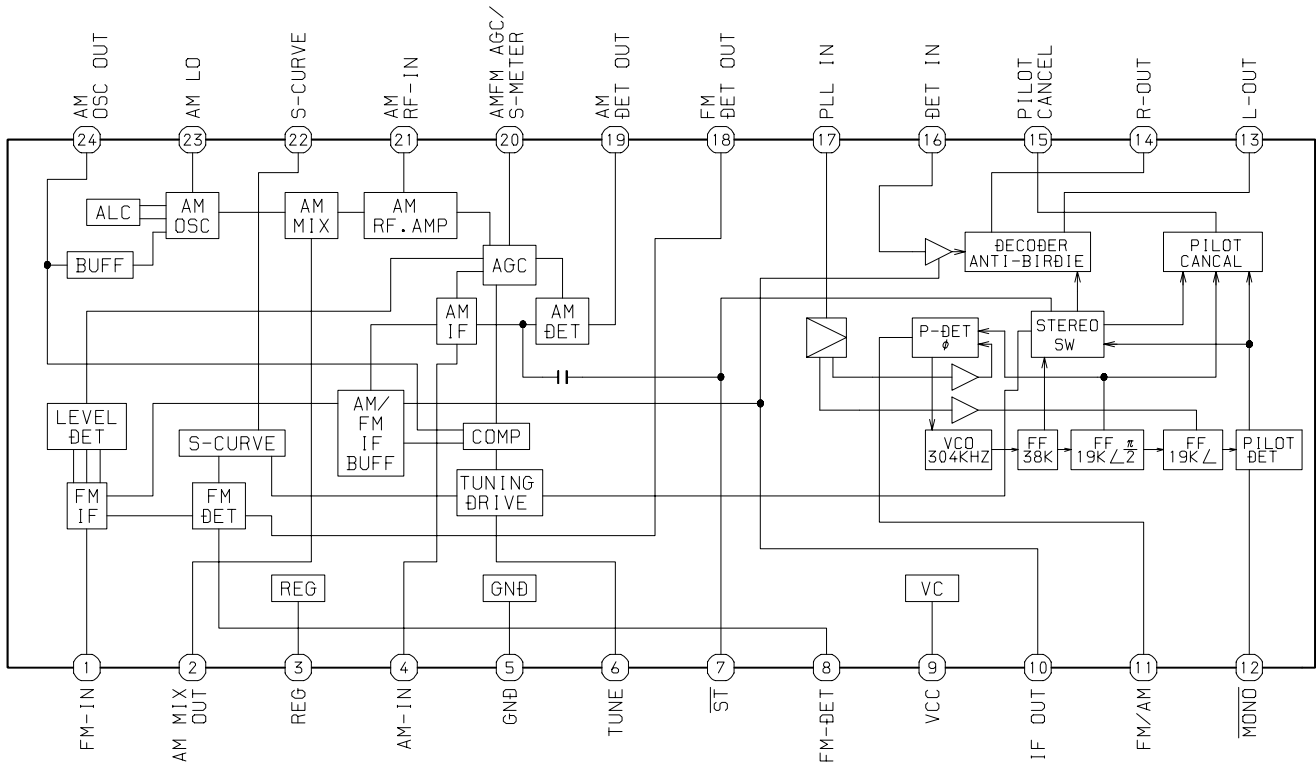 AM
OSC OUT
AM LO
S-CURVE
AM
RF-IN
AMFM AGC/
S-METER
AM
DET OUT
FM
DET OUT
PLL IN
DET IN
PILOT
CANCEL
R-OUT
L-OUT
24
23
22
21
20
19
18
17
16
15
14
13
ALC
AM
OSC
AM
MIX
AM
RF.AMP
BUFF
AGC
DECODER
ANTI-BIRDIE
PILOT
CANCAL
AM
IF
AM
DET
P-DET
φ
STEREO
SW
LEVEL
DET
S-CURVE
AM/
FM
IF
BUFF
COMP
VCO
304KHZ
FF
38K
FF
19K∠π/2
FF
19K∠
PILOT
DET
FM
IF
FM
DET
TUNING
DRIVE
REG
GND
VC
1
2
3
4
5
6
7
8
9
10
11
12
FM-IN
AM MIX
OUT
REG
AM-IN
GND
TUNE
S̅T̅
FM-DET
VCC
IF OUT
FM/AM
M̅O̅N̅O̅